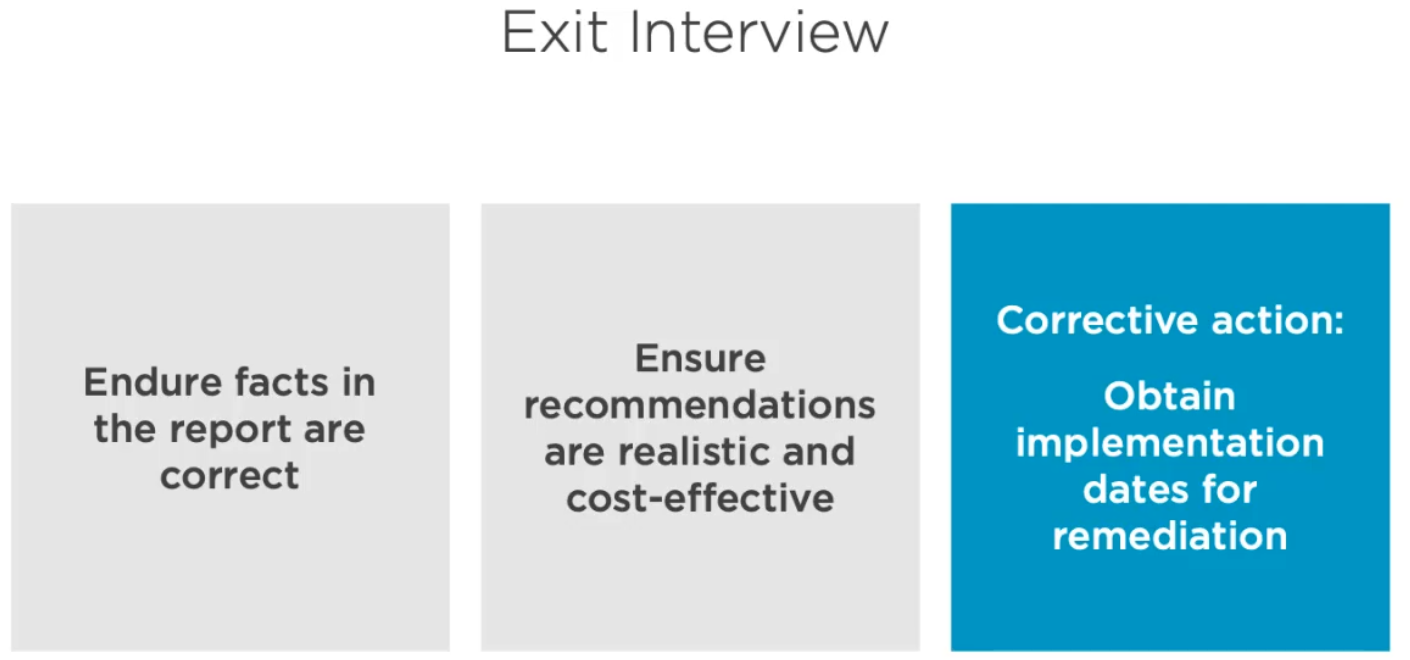 Exit Interview
Endure facts in
the report are
correct
Ensure
recommendations
are realistic and
cost-effective
Corrective action:
Obtain
implementation
dates for
remediation